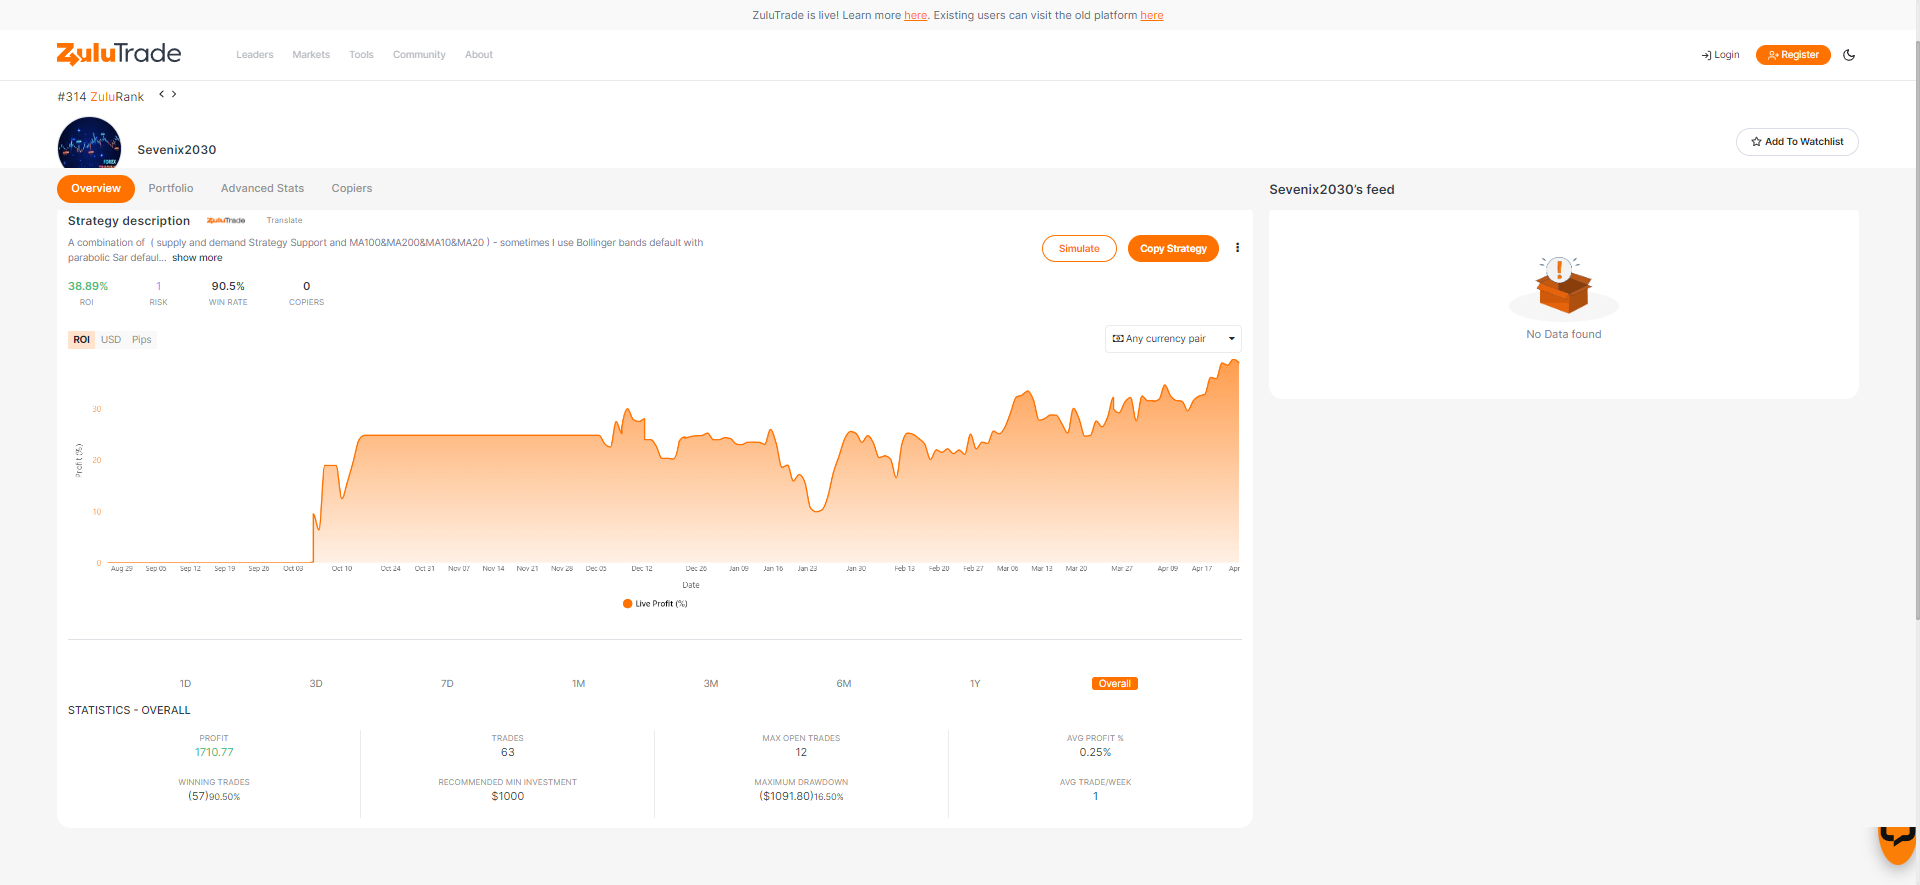 ZuluTrade is live! Learn more here. Existing users can visit the old platform here
ZuluTrade
Leaders Markets Tools Community About
Login
Register
#314 ZuluRank < >
FOREX
Sevenix2030
Add To Watchlist
Overview Portfolio Advanced Stats Copiers
Sevenix2030's feed
Strategy description ZuluTrade Translate
A combination of ( supply and demand Strategy Support and MA100&MA200&MA10&MA20 ) - sometimes I use Bollinger bands default with
parabolic Sar defaul... show more
Simulate
Copy Strategy
38.89% 1 90.5% 0
ROI RISK WIN RATE COPIERS
No Data found
ROI USD Pips
Any currency pair
Profit (%)
30
20
10
0
Aug 29 Sep 05 Sep 12 Sep 19 Sep 26 Oct 03 Oct 10 Oct 24 Oct 31 Nov 07 Nov 14 Nov 21 Nov 28 Dec 05 Dec 12 Dec 26 Jan 09 Jan 16 Jan 23 Jan 30 Feb 13 Feb 20 Feb 27 Mar 06 Mar 13 Mar 20 Mar 27 Apr 09 Apr 17 Apr
Date
Live Profit (%)
1D 3D 7D 1M 3M 6M 1Y Overall
STATISTICS - OVERALL
PROFIT TRADES MAX OPEN TRADES AVG PROFIT %
1710.77 63 12 0.25%
WINNING TRADES RECOMMENDED MIN INVESTMENT MAXIMUM DRAWDOWN AVG TRADE/WEEK
(57)90.50% $1000 ($1091.80)16.50% 1